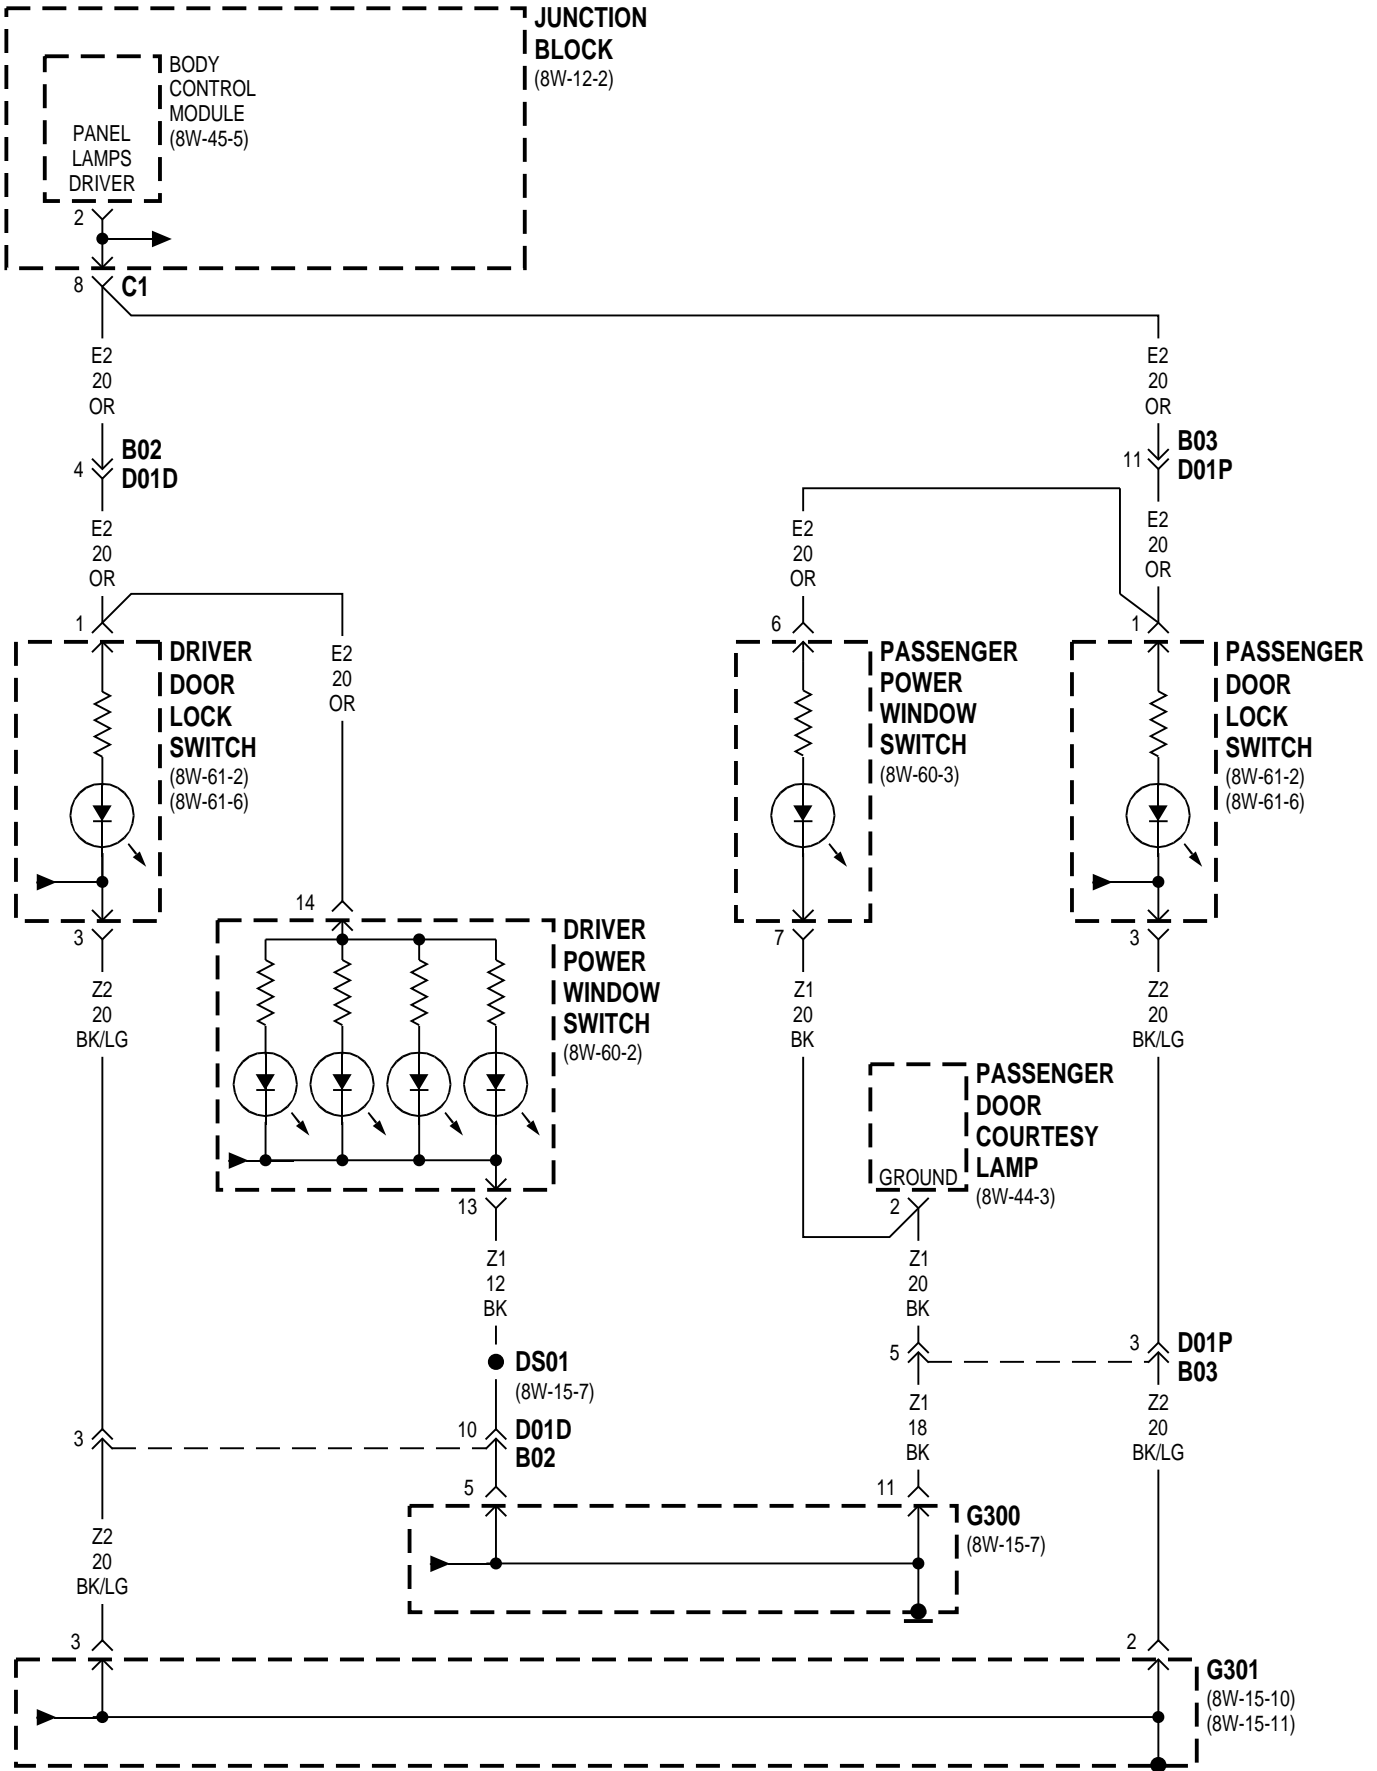 JUNCTION
BLOCK
(8W-12-2)
BODY
CONTROL
MODULE
(8W-45-5)
PANEL
LAMPS
DRIVER
2
8
C1
E2
20
OR
E2
20
OR
4
B02
D01D
11
B03
D01P
E2
20
OR
E2
20
OR
E2
20
OR
1
DRIVER
DOOR
LOCK
SWITCH
(8W-61-2)
(8W-61-6)
E2
20
OR
6
PASSENGER
POWER
WINDOW
SWITCH
(8W-60-3)
1
PASSENGER
DOOR
LOCK
SWITCH
(8W-61-2)
(8W-61-6)
14
DRIVER
POWER
WINDOW
SWITCH
(8W-60-2)
3
Z2
20
BK/LG
7
Z1
20
BK
3
Z2
20
BK/LG
PASSENGER
DOOR
COURTESY
LAMP
(8W-44-3)
GROUND
2
13
Z1
12
BK
Z1
20
BK
DS01
(8W-15-7)
5
3
D01P
B03
3
10
D01D
B02
Z1
18
BK
Z2
20
BK/LG
5
11
G300
(8W-15-7)
Z2
20
BK/LG
3
2
G301
(8W-15-10)
(8W-15-11)